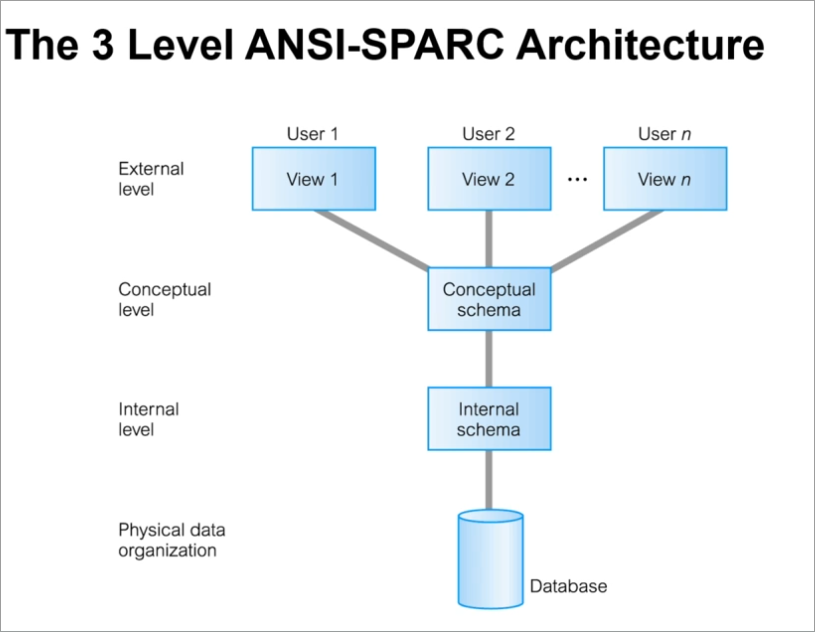 The 3 Level ANSI-SPARC Architecture
User 1
User 2
User n
External
level
View 1
View 2
...
View n
Conceptual
level
Conceptual
schema
Internal
level
Internal
schema
Physical data
organization
Database